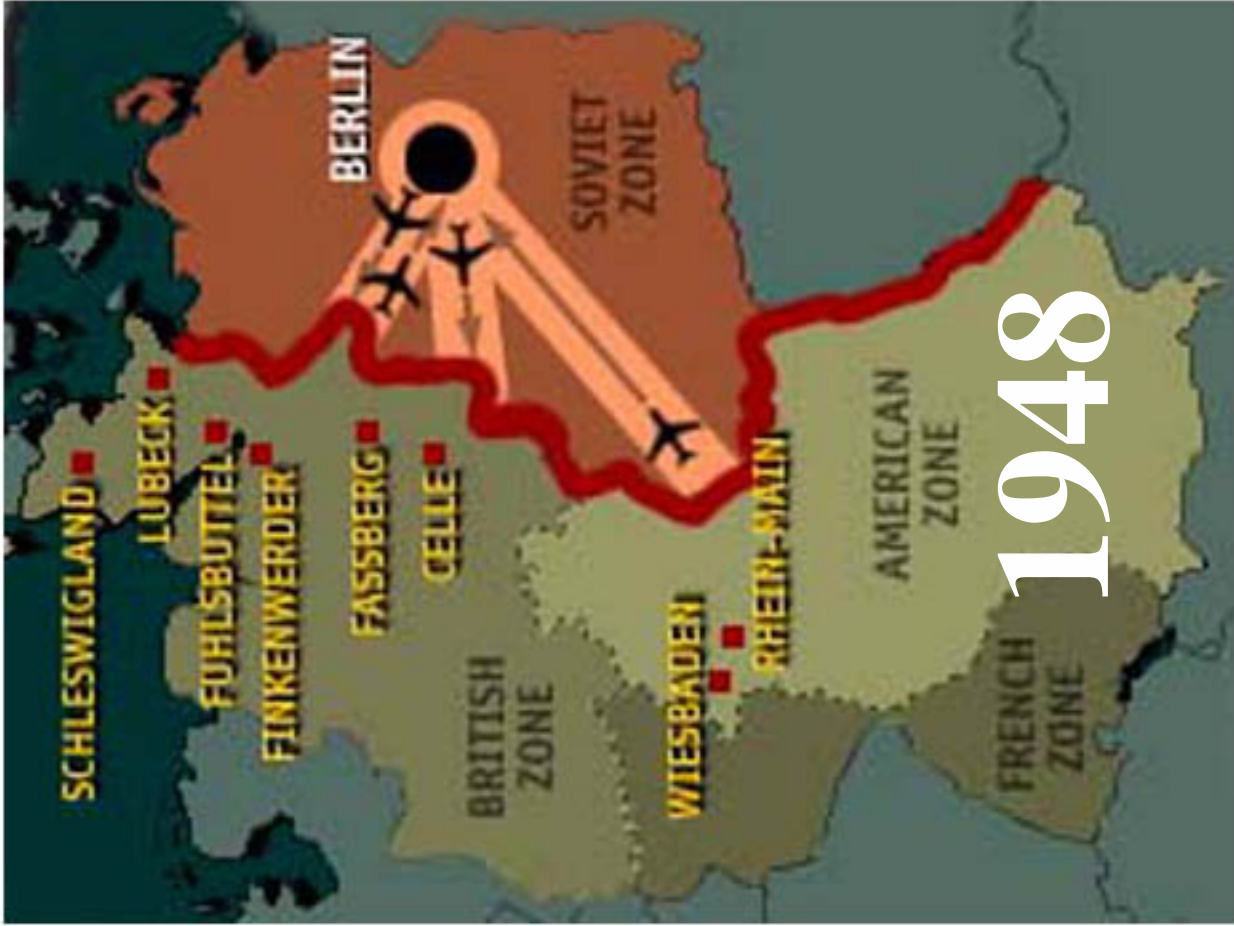 SCHLESWIGLAND
LUBECK
FUHLSBUTTEL
FINKENWERDER
FASSBERG
CELLE
BERLIN
BRITISH
ZONE
SOVIET
ZONE
WIESBADEN
RHEIN-MAIN
AMERICAN
ZONE
FRENCH
ZONE
1948